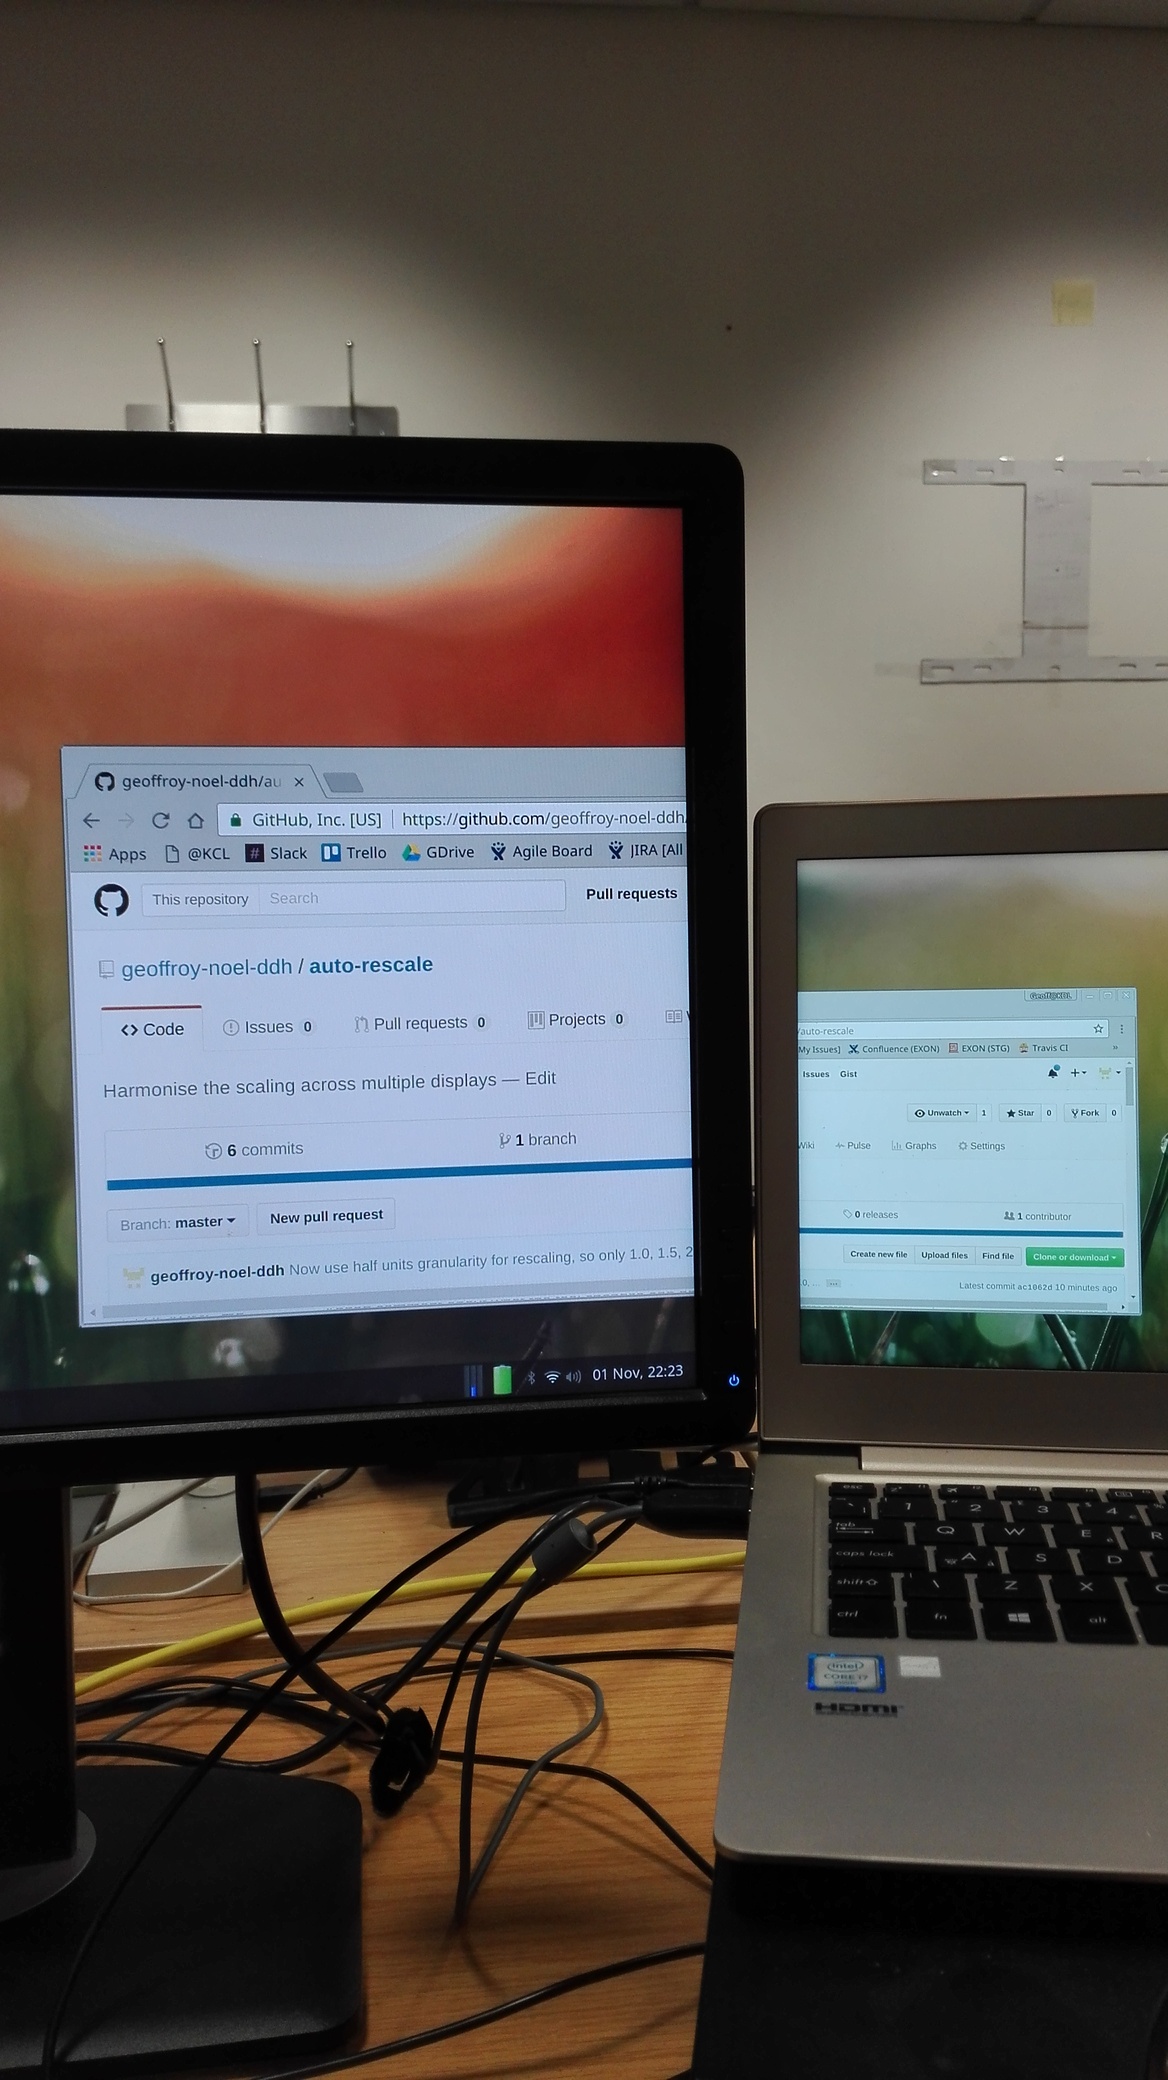 geoffroy-noel-ddh/au
GitHub, Inc. [US] https://github.com/geoffroy-noel-ddh
Apps @KCL Slack Trello GDrive Agile Board JIRA [All
This repository Search Pull requests
geoffroy-noel-ddh / auto-rescale
Code Issues 0 Pull requests 0 Projects 0
Harmonise the scaling across multiple displays — Edit
6 commits 1 branch
Branch: master New pull request
geoffroy-noel-ddh Now use half units granularity for rescaling, so only 1.0, 1.5, 2
01 Nov, 22:23
Geoff@KCL
/auto-rescale
My Issues] Confluence (EXON) EXON (STG) Travis CI »
Issues Gist
Unwatch 1 Star 0 Fork 0
Wiki Pulse Graphs Settings
0 releases 1 contributor
Create new file Upload files Find file Clone or download
.0, ... ...
Latest commit ac1062d 10 minutes ago
esc
1 2 3 4
tab Q W E R
caps lock A S D
shift \ Z X
ctrl fn alt
intel
CORE i7
HDMI